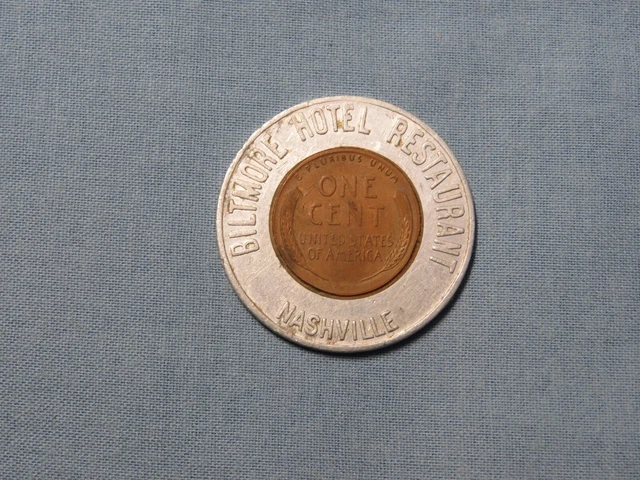 BILTMORE HOTEL RESTAURANT
E PLURIBUS UNUM
ONE
CENT
UNITED STATES
OF AMERICA
NASHVILLE